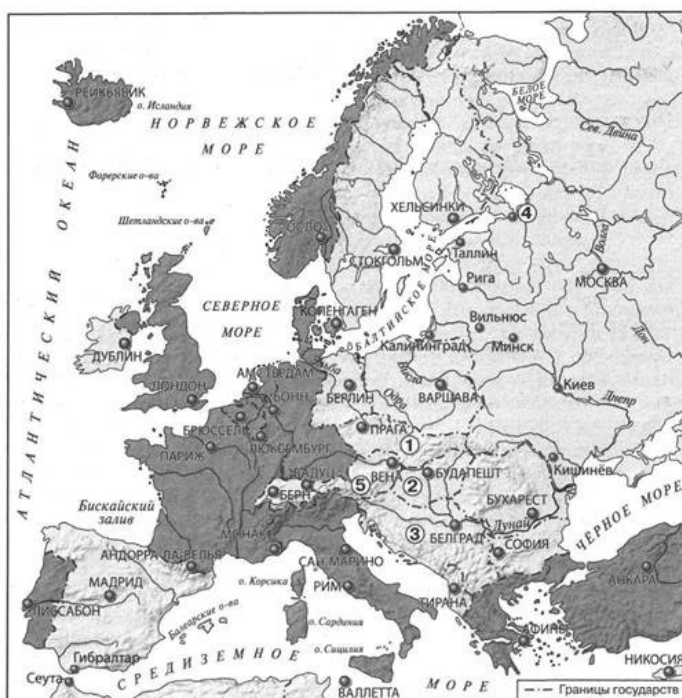 РЕЙКЬЯВИК
о. Исландия
НОРВЕЖСКОЕ
МОРЕ
БЕЛОЕ
МОРЕ
Сев. Двина
Фарерские о-ва
Шетландские о-ва
АТЛАНТИЧЕСКИЙ ОКЕАН
ОСЛО
ХЕЛЬСИНКИ
4
СТОКГОЛЬМ
Таллин
Волга
МОСКВА
СЕВЕРНОЕ
МОРЕ
КОПЕНГАГЕН
БАЛТИЙСКОЕ МОРЕ
Рига
Вильнюс
Минск
Калининград
Дон
ДУБЛИН
ЛОНДОН
АМСТЕРДАМ
Эльба
БЕРЛИН
Одра
Висла
ВАРШАВА
Киев
Днепр
БОНН
БРЮССЕЛЬ
ПРАГА
1
ЛЮКСЕМБУРГ
ПАРИЖ
ВАДУЦ
ВЕНА
БУДАПЕШТ
Кишинёв
5
2
БЕРН
Бискайский
залив
БУХАРЕСТ
Дунай
3
БЕЛГРАД
СОФИЯ
ЧЁРНОЕ МОРЕ
МОНАКО
САН-МАРИНО
АНДОРРА-ЛА-ВЕЛЬЯ
МАДРИД
о. Корсика
РИМ
ТИРАНА
АНКАРА
ЛИССАБОН
Балеарские о-ва
о. Сардиния
АФИНЫ
Гибралтар
Сеута
о. Сицилия
СРЕДИЗЕМНОЕ
МОРЕ
ВАЛЛЕТТА
НИКОСИЯ
Границы государств